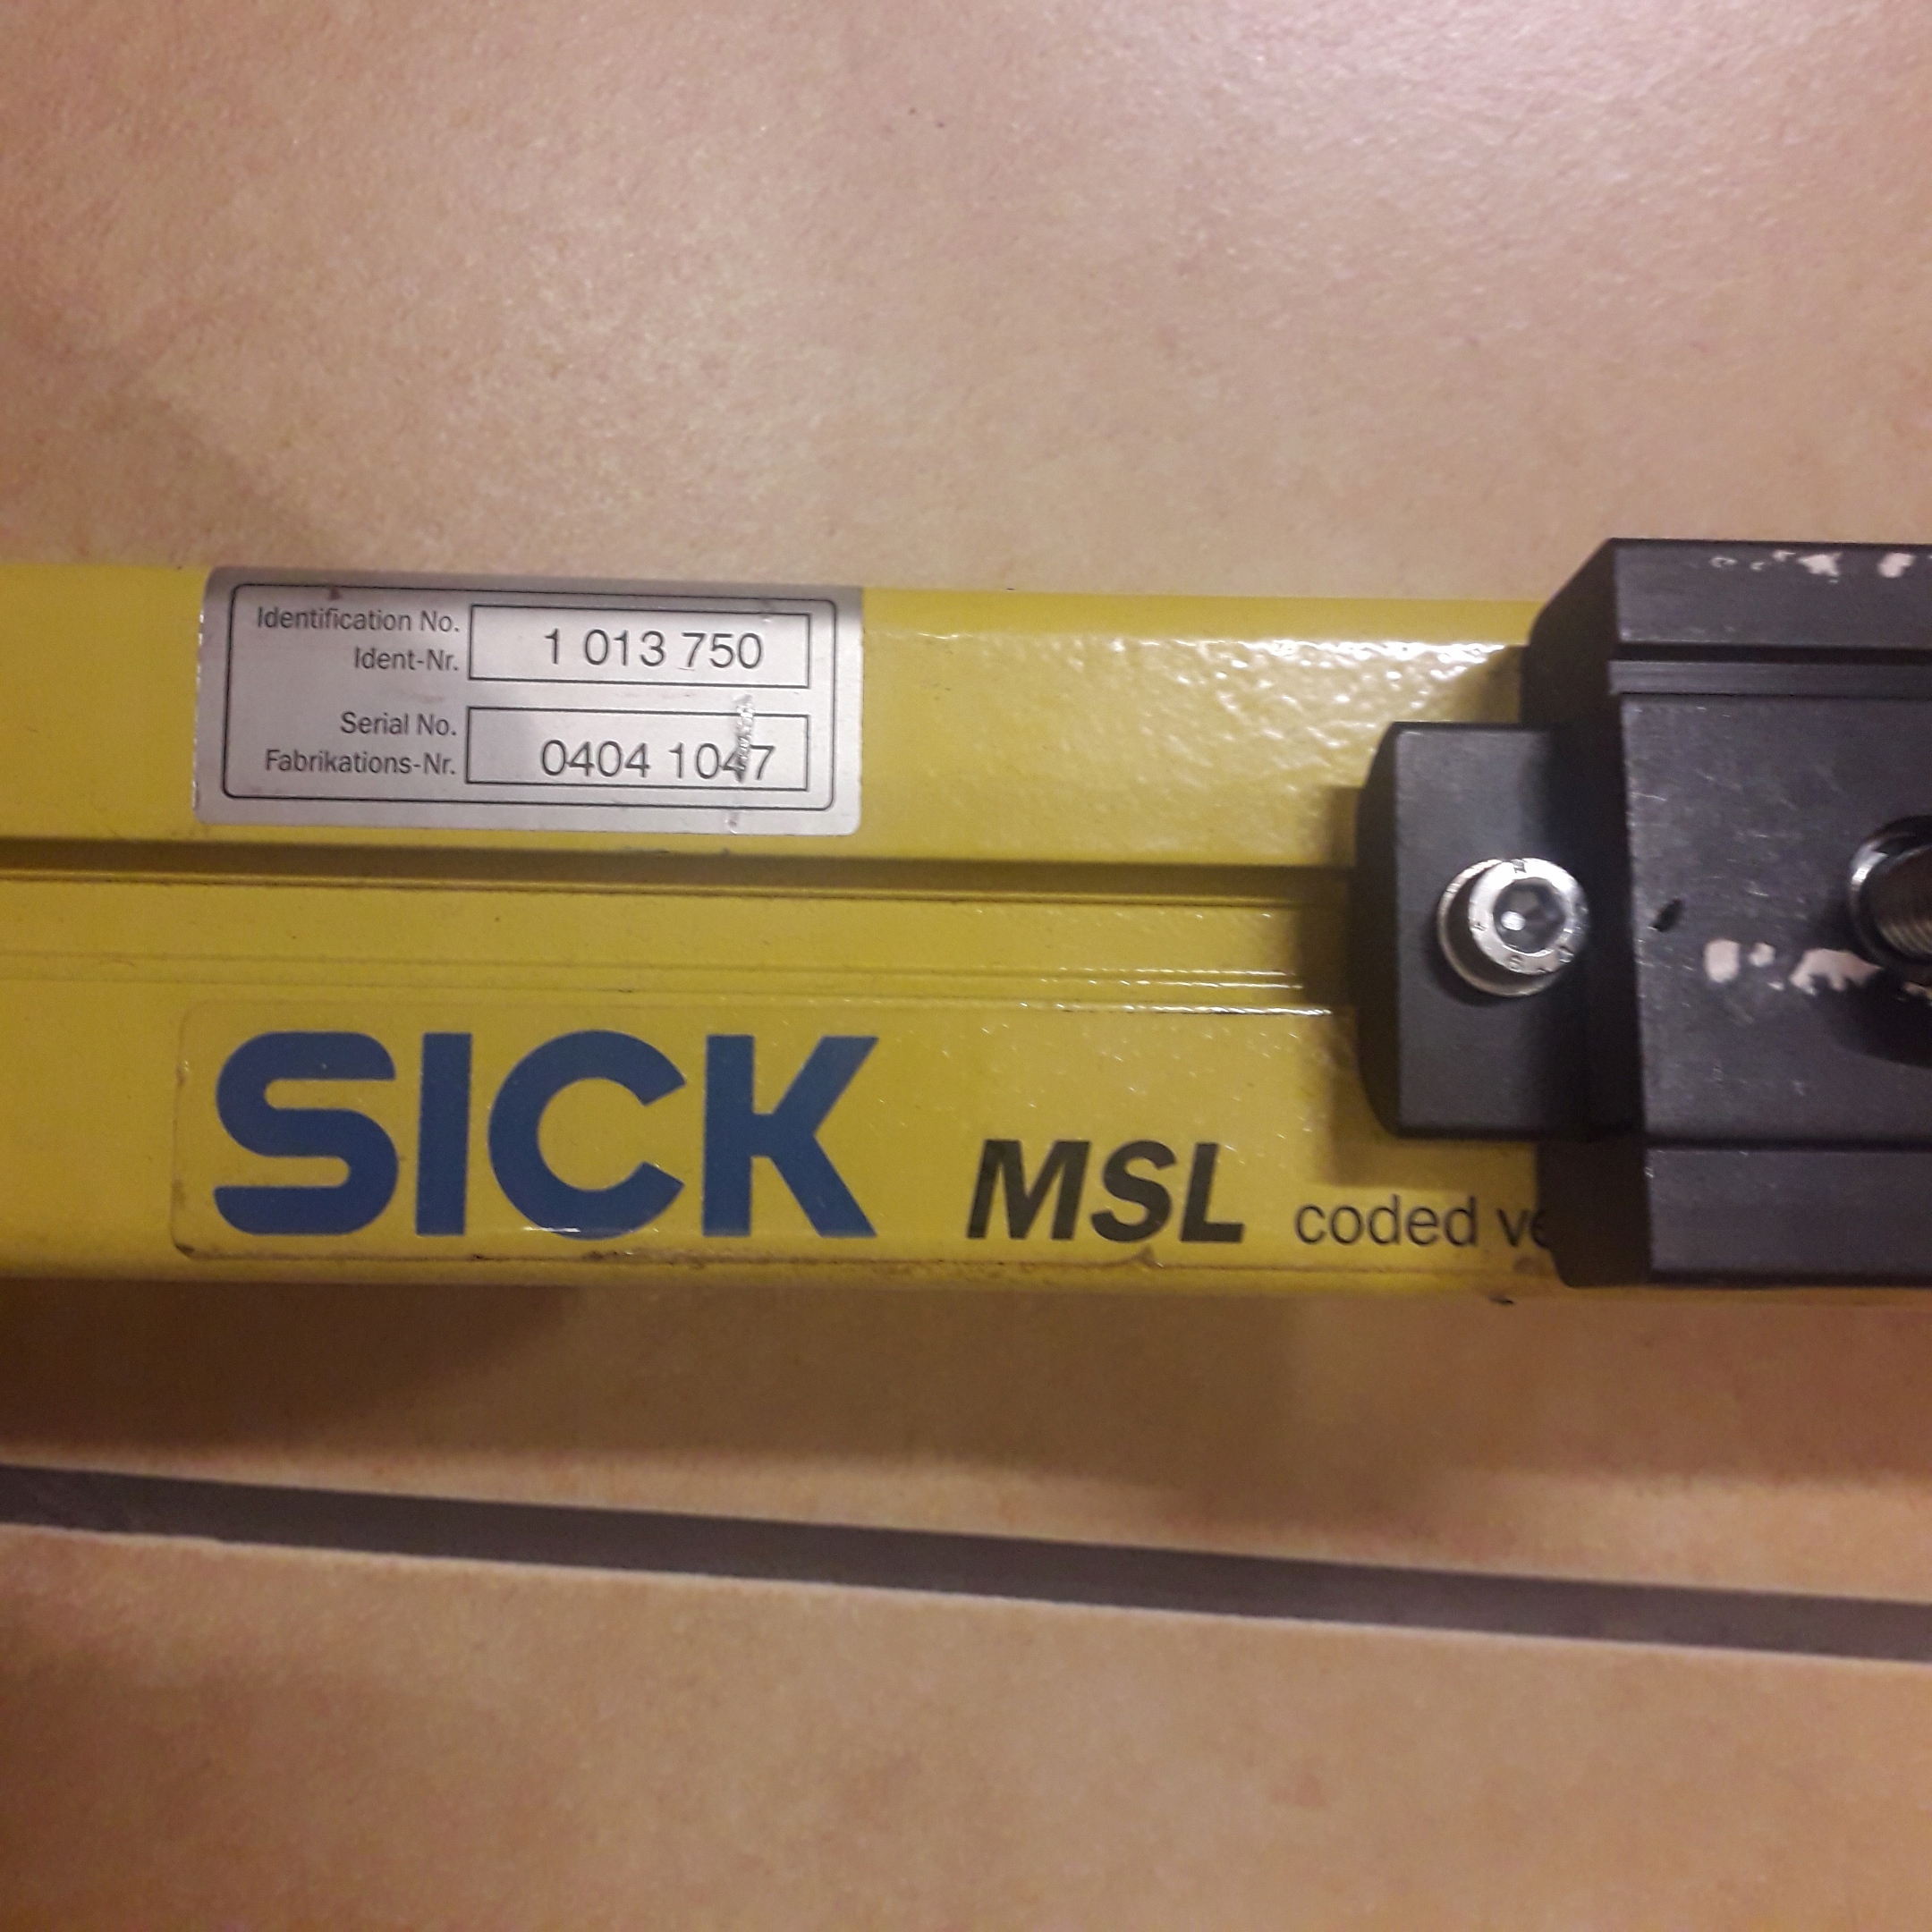 Identification No.
Ident-Nr.
1 013 750
Serial No.
Fabrikations-Nr.
0404 1047
SICK MSL coded